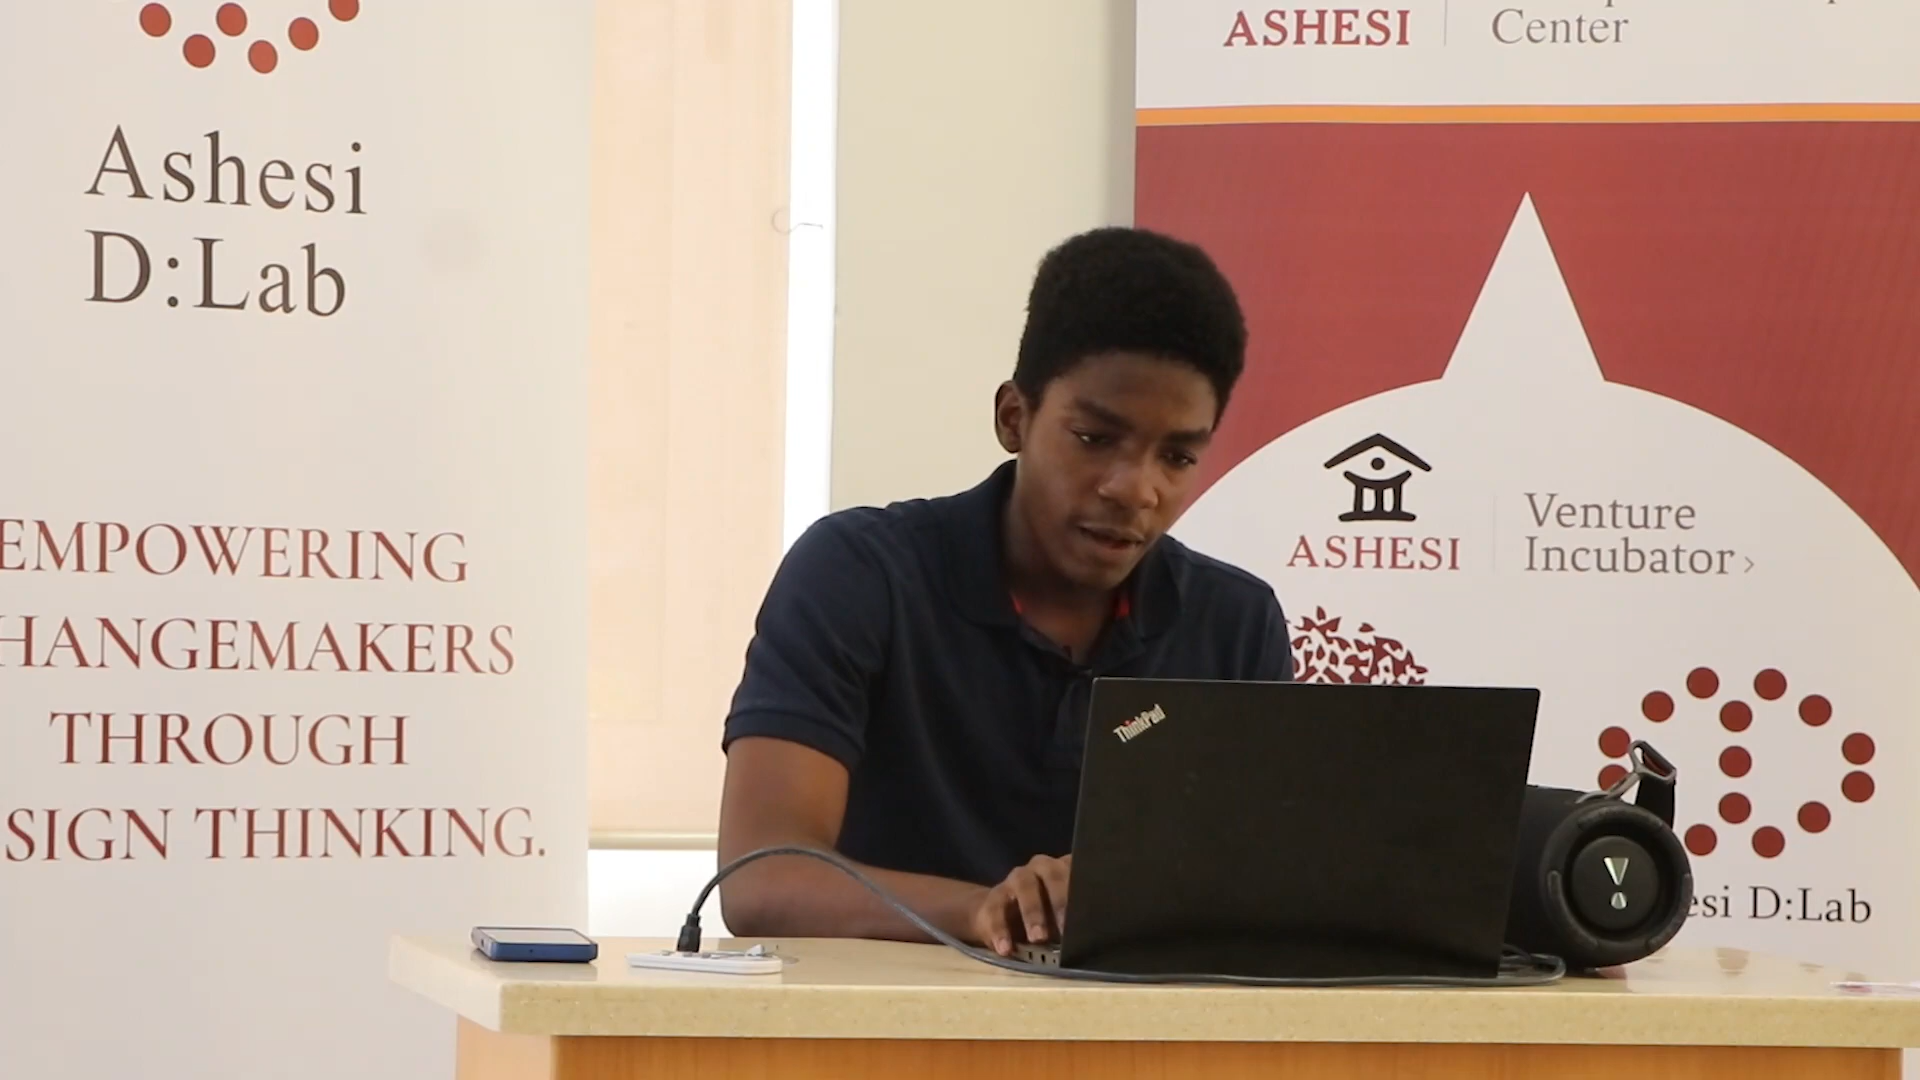 Ashesi
D:Lab
EMPOWERING
HANGEMAKERS
THROUGH
SIGN THINKING.
ASHESI
Center
ASHESI
Venture
Incubator
ThinkPad
esi D:Lab